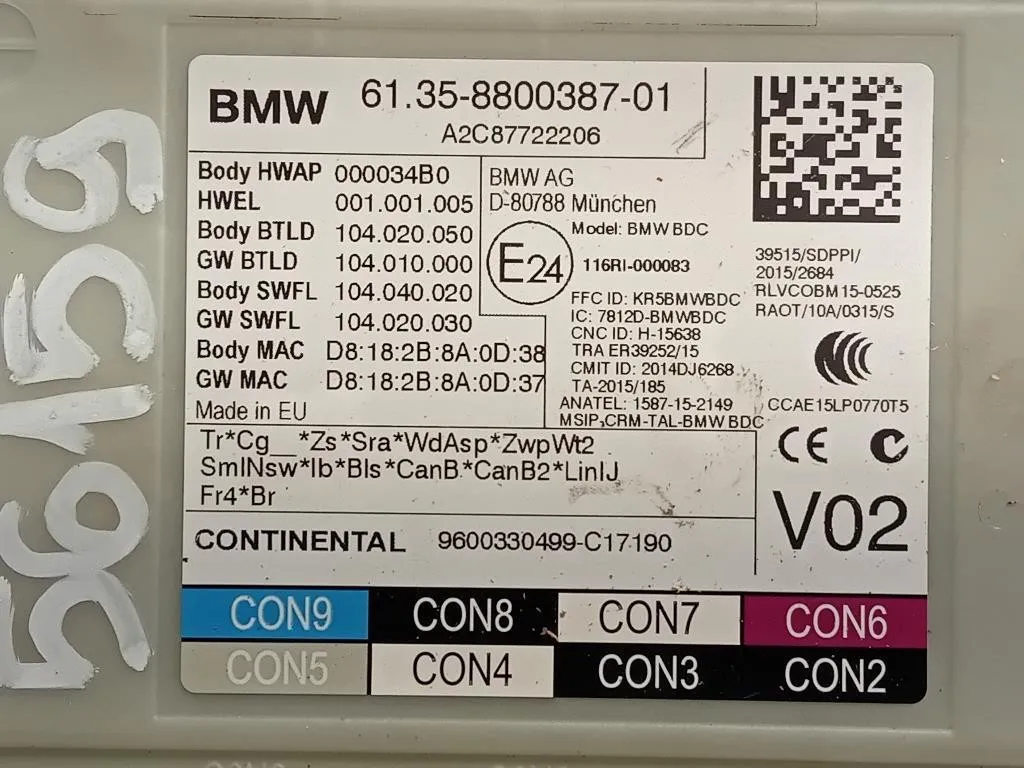 BMW 61.35-8800387-01
A2C87722206
Body HWAP 000034B0
HWEL 001.001.005
Body BTLD 104.020.050
GW BTLD 104.010.000
Body SWFL 104.040.020
GW SWFL 104.020.030
Body MAC D8:18:2B:8A:0D:38
GW MAC D8:18:2B:8A:0D:37
Made in EU
BMW AG
D-80788 München
Model: BMW BDC
E24
116RI-000083
FFC ID: KR5BMWBDC
IC: 7812D-BMWBDC
CNC ID: H-15638
TRA ER39252/15
CMIT ID: 2014DJ6268
TA-2015/185
ANATEL: 1587-15-2149
MSIP,CRM-TAL-BMW BDC
39515/SDPPI/
2015/2684
RLVCOBM15-0525
RAOT/10A/0315/S
CCAE15LP0770T5
CE
Tr*Cg__*Zs*Sra*WdAsp*ZwpWt2
SmlNsw*Ib*Bls*CanB*CanB2*LinIJ
Fr4*Br
V02
CONTINENTAL 9600330499-C17190
CON9 CON8 CON7 CON6
CON5 CON4 CON3 CON2
56159